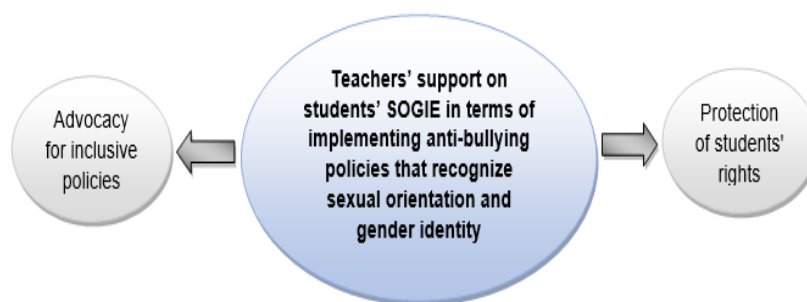 Advocacy
for inclusive
policies
Teachers’ support on
students’ SOGIE in terms of
implementing anti-bullying
policies that recognize
sexual orientation and
gender identity
Protection
of students'
rights